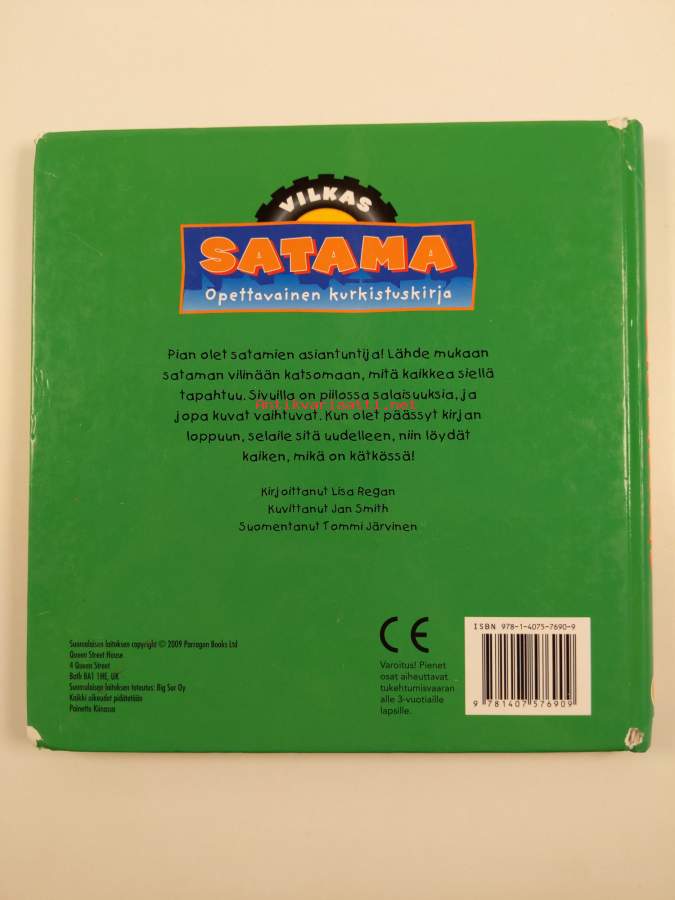 VILKAS
SATAMA
Opettavainen kurkistuskirja
Pian olet satamien asiantuntija! Lähde mukaan
sataman vilinään katsomaan, mitä kaikkea siellä
tapahtuu. Sivuilla on piilossa salaisuuksia, ja
Antikvariaatti.net
jopa kuvat vaihtuvat. Kun olet päässyt kirjan
loppuun, selaile sitä uudelleen, niin löydät
kaiken, mikä on kätkössä!
Kirjoittanut Lisa Regan
Kuvittanut Jan Smith
Suomentanut Tommi Järvinen
Suomalaisen laitoksen copyright © 2009 Parragon Books Ltd
Queen Street House
4 Queen Street
Bath BA1 1HE, UK
Suomalaisen laitoksen toteutus: Big Sur Oy
Kaikki oikeudet pidätetään
Painettu Kiinassa
CE
Varoitus! Pienet
osat aiheuttavat
tukehtumisvaaran
alle 3-vuotiaille
lapsille.
ISBN 978-1-4075-7690-9
9 781407 576909